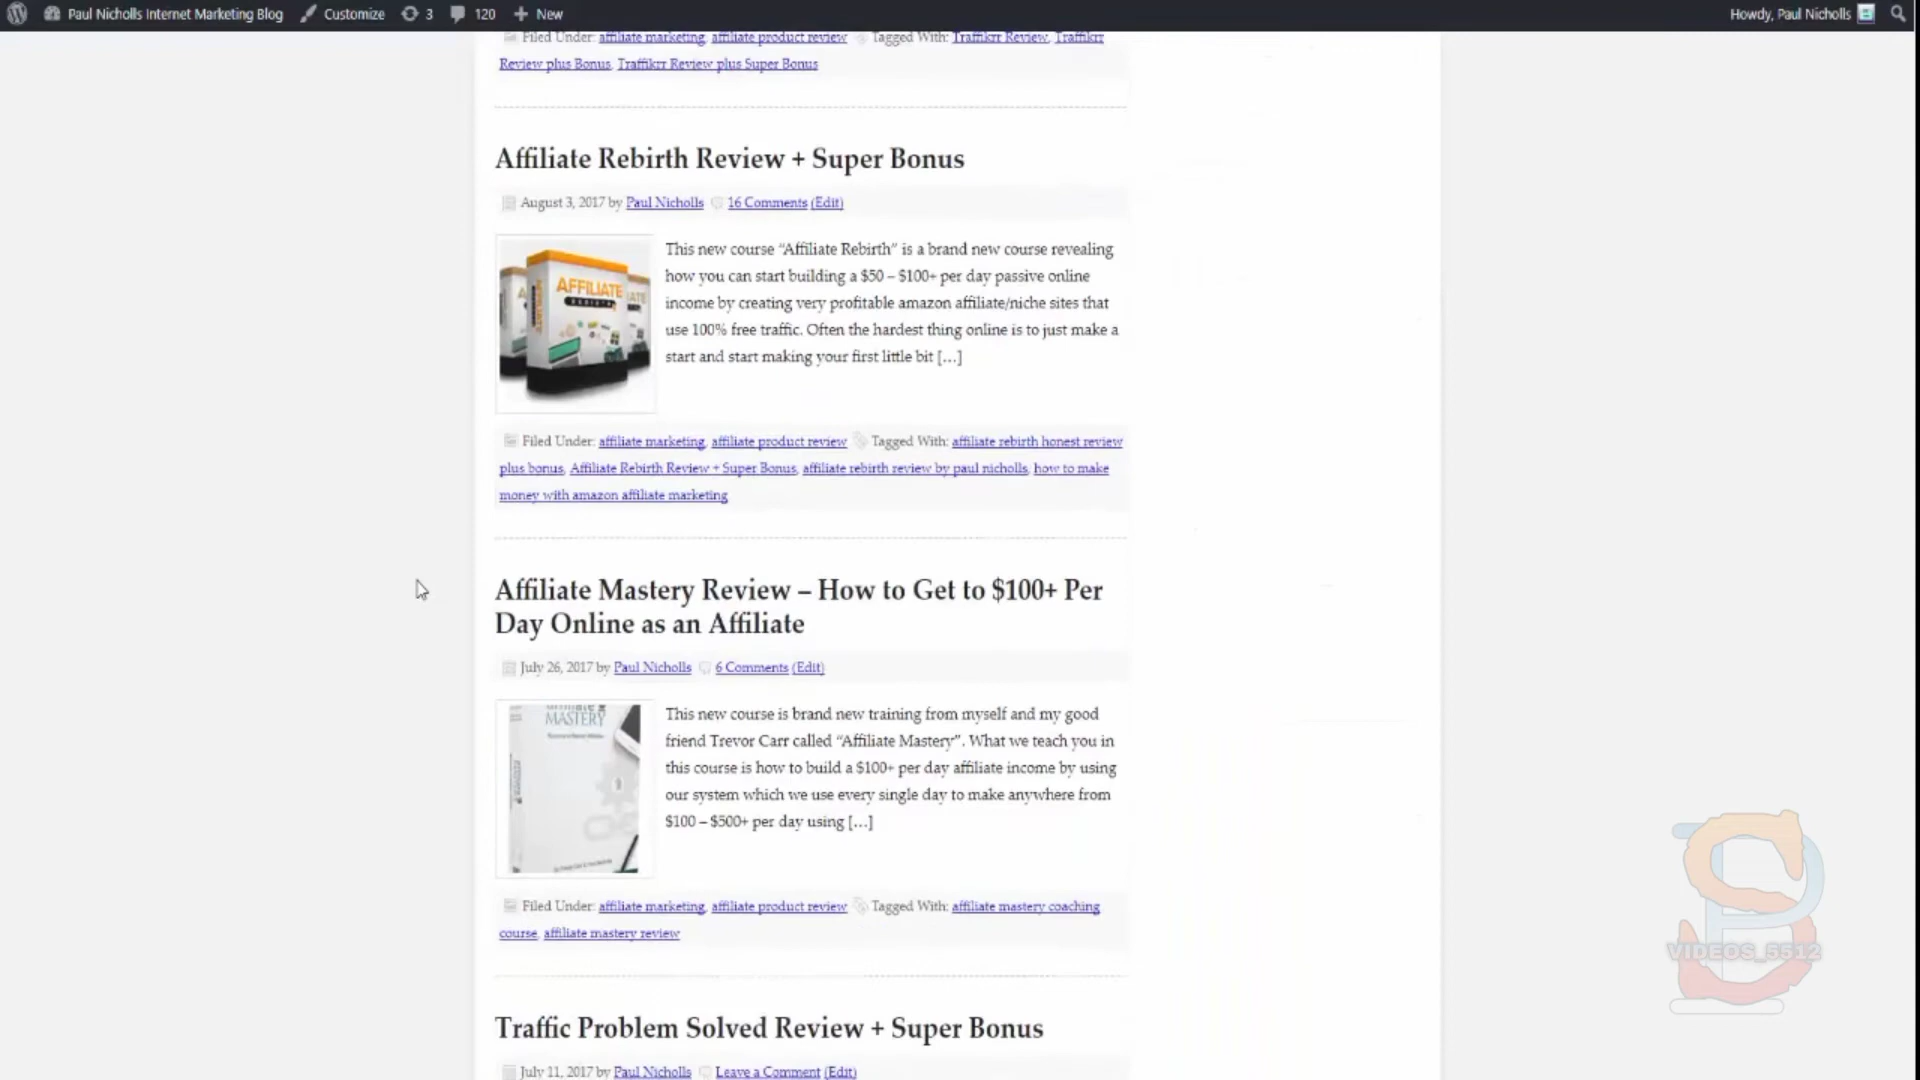 Paul Nicholls Internet Marketing Blog Customize 3 120 New Howdy, Paul Nicholls
Filed Under: affiliate marketing, affiliate product review Tagged With: Traffikrr Review, Traffikrr
Review plus Bonus, Traffikrr Review plus Super Bonus
Affiliate Rebirth Review + Super Bonus
August 3, 2017 by Paul Nicholls 16 Comments (Edit)
AFFILIATE
This new course “Affiliate Rebirth” is a brand new course revealing
how you can start building a $50 – $100+ per day passive online
income by creating very profitable amazon affiliate/niche sites that
use 100% free traffic. Often the hardest thing online is to just make a
start and start making your first little bit […]
Filed Under: affiliate marketing, affiliate product review Tagged With: affiliate rebirth honest review
plus bonus, Affiliate Rebirth Review + Super Bonus, affiliate rebirth review by paul nicholls, how to make
money with amazon affiliate marketing
Affiliate Mastery Review – How to Get to $100+ Per
Day Online as an Affiliate
July 26, 2017 by Paul Nicholls 6 Comments (Edit)
MASTERY
This new course is brand new training from myself and my good
friend Trevor Carr called “Affiliate Mastery”. What we teach you in
this course is how to build a $100+ per day affiliate income by using
our system which we use every single day to make anywhere from
$100 – $500+ per day using […]
Filed Under: affiliate marketing, affiliate product review Tagged With: affiliate mastery coaching
course, affiliate mastery review
VIDEOS_5512
Traffic Problem Solved Review + Super Bonus
July 11, 2017 by Paul Nicholls Leave a Comment (Edit)